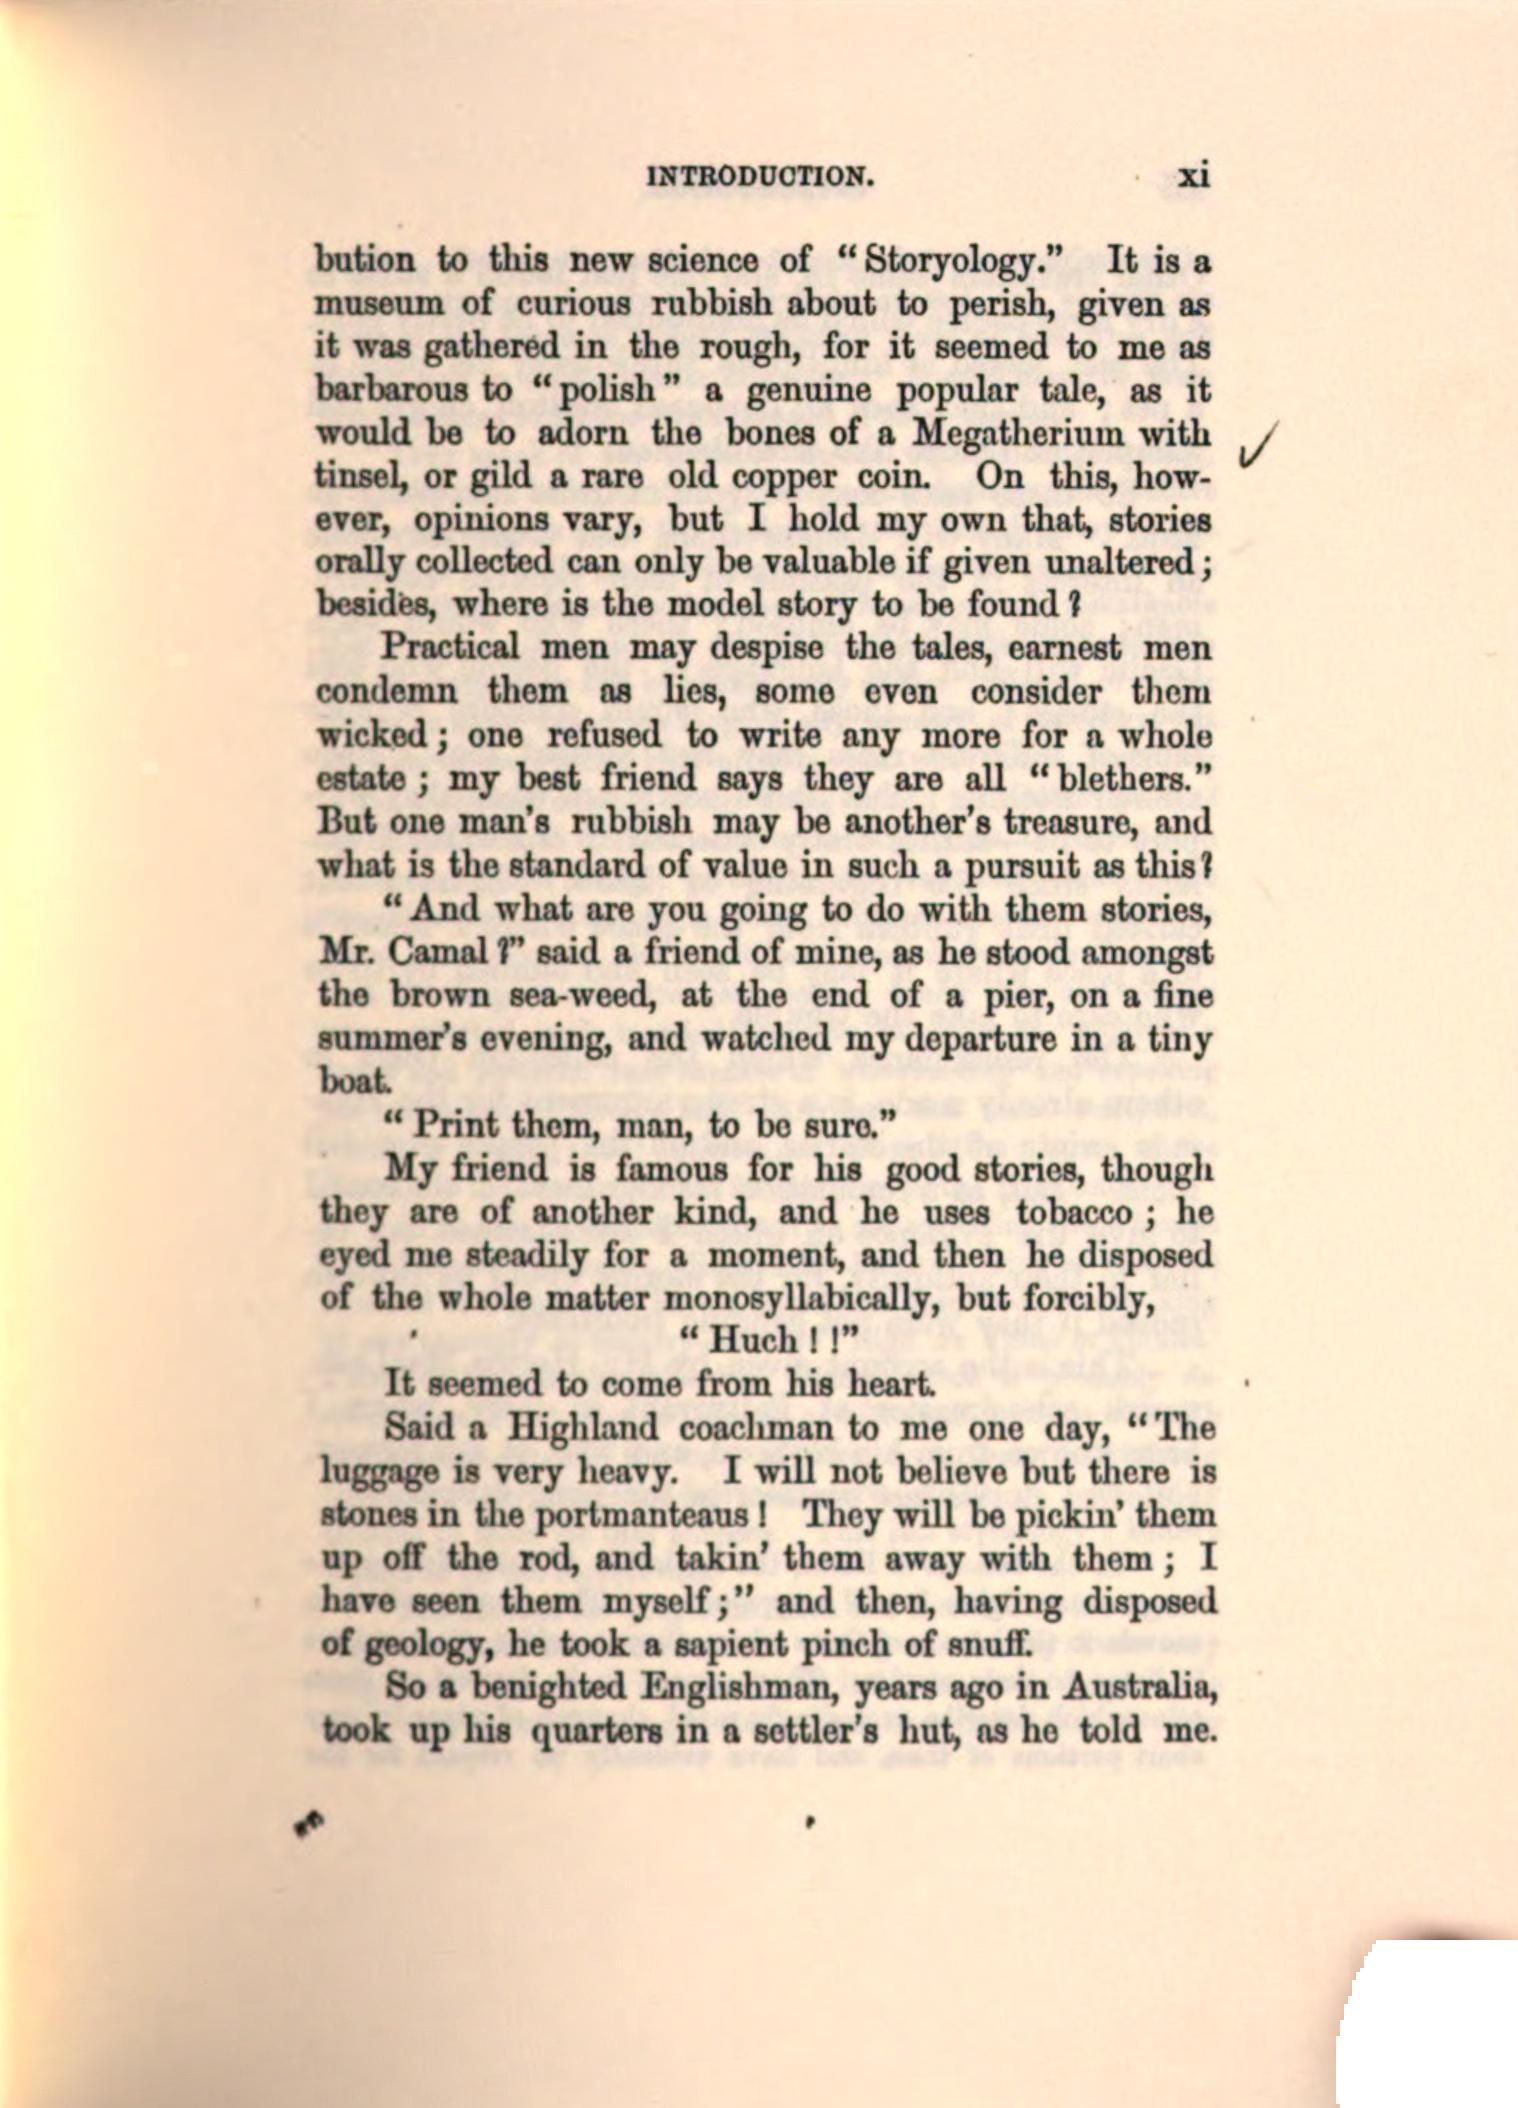 INTRODUCTION. xi
bution to this new science of “Storyology.” It is a
museum of curious rubbish about to perish, given as
it was gathered in the rough, for it seemed to me as
barbarous to “polish” a genuine popular tale, as it
would be to adorn the bones of a Megatherium with
tinsel, or gild a rare old copper coin. On this, how-
ever, opinions vary, but I hold my own that, stories
orally collected can only be valuable if given unaltered;
besides, where is the model story to be found?
Practical men may despise the tales, earnest men
condemn them as lies, some even consider them
wicked; one refused to write any more for a whole
estate; my best friend says they are all “blethers.”
But one man’s rubbish may be another’s treasure, and
what is the standard of value in such a pursuit as this?
“And what are you going to do with them stories,
Mr. Camal?” said a friend of mine, as he stood amongst
the brown sea-weed, at the end of a pier, on a fine
summer’s evening, and watched my departure in a tiny
boat.
“Print them, man, to be sure.”
My friend is famous for his good stories, though
they are of another kind, and he uses tobacco; he
eyed me steadily for a moment, and then he disposed
of the whole matter monosyllabically, but forcibly,
“Huch!!”
It seemed to come from his heart.
Said a Highland coachman to me one day, “The
luggage is very heavy. I will not believe but there is
stones in the portmanteaus! They will be pickin’ them
up off the rod, and takin’ them away with them; I
have seen them myself;” and then, having disposed
of geology, he took a sapient pinch of snuff.
So a benighted Englishman, years ago in Australia,
took up his quarters in a settler’s hut, as he told me.